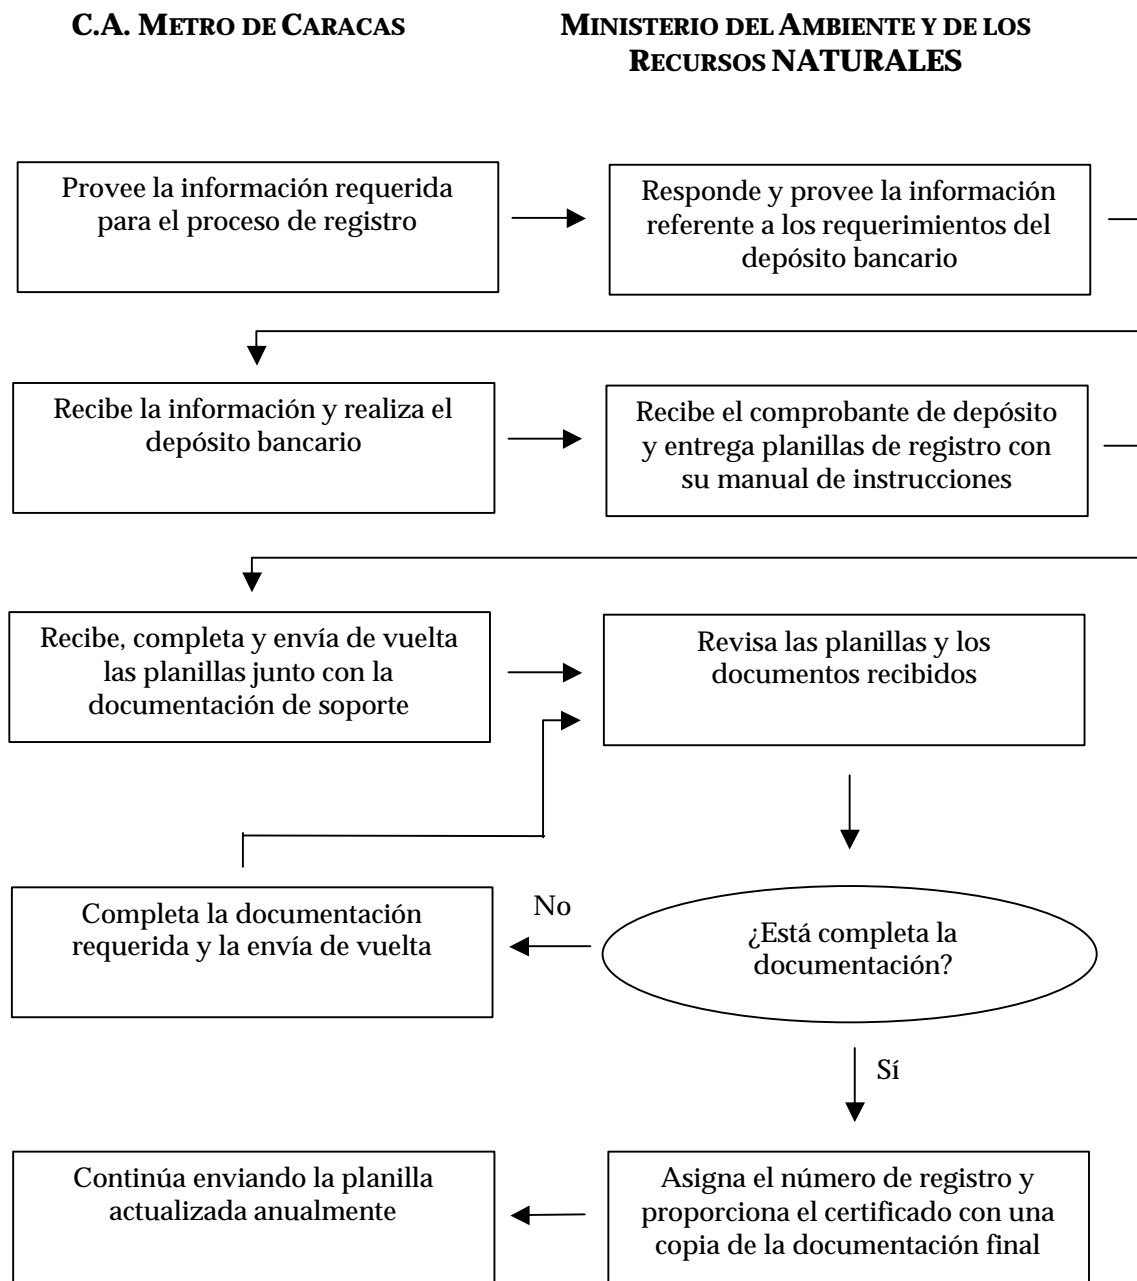 C.A. METRO DE CARACAS
MINISTERIO DEL AMBIENTE Y DE LOS
RECURSOS NATURALES
Provee la información requerida
para el proceso de registro
Responde y provee la información
referente a los requerimientos del
depósito bancario
Recibe la información y realiza el
depósito bancario
Recibe el comprobante de depósito
y entrega planillas de registro con
su manual de instrucciones
Recibe, completa y envía de vuelta
las planillas junto con la
documentación de soporte
Revisa las planillas y los
documentos recibidos
Completa la documentación
requerida y la envía de vuelta
No
¿Está completa la
documentación?
Sí
Continúa enviando la planilla
actualizada anualmente
Asigna el número de registro y
proporciona el certificado con una
copia de la documentación final